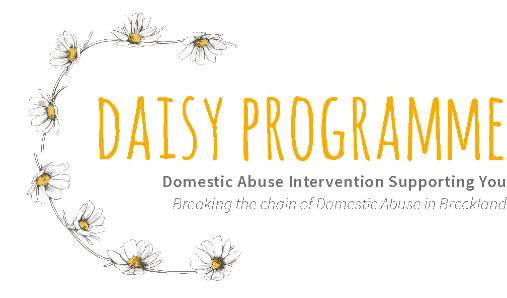 DAISY PROGRAMME
Domestic Abuse Intervention Supporting You
Breaking the chain of Domestic Abuse in Breckland